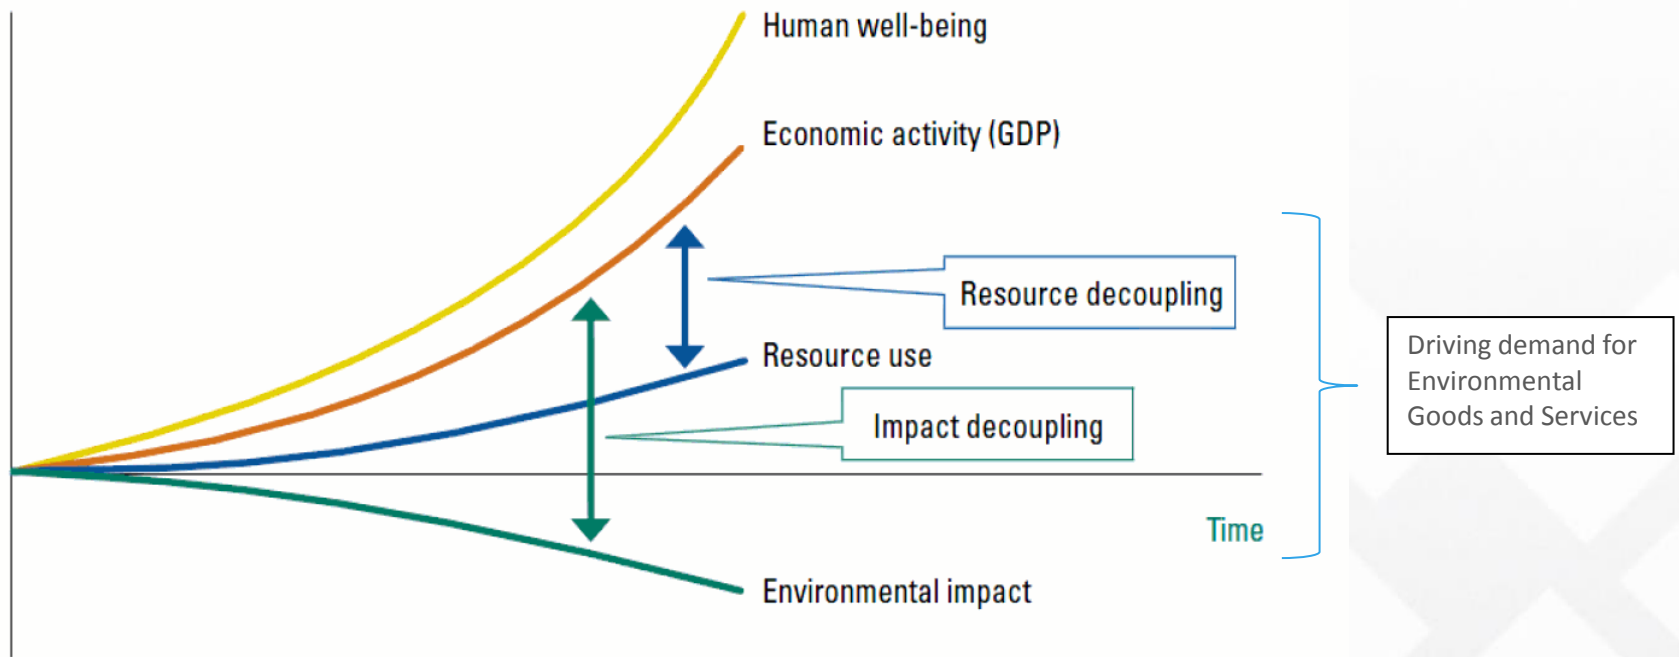 Human well-being
Economic activity (GDP)
Resource decoupling
Resource use
Driving demand for
Environmental
Goods and Services
Impact decoupling
Time
Environmental impact